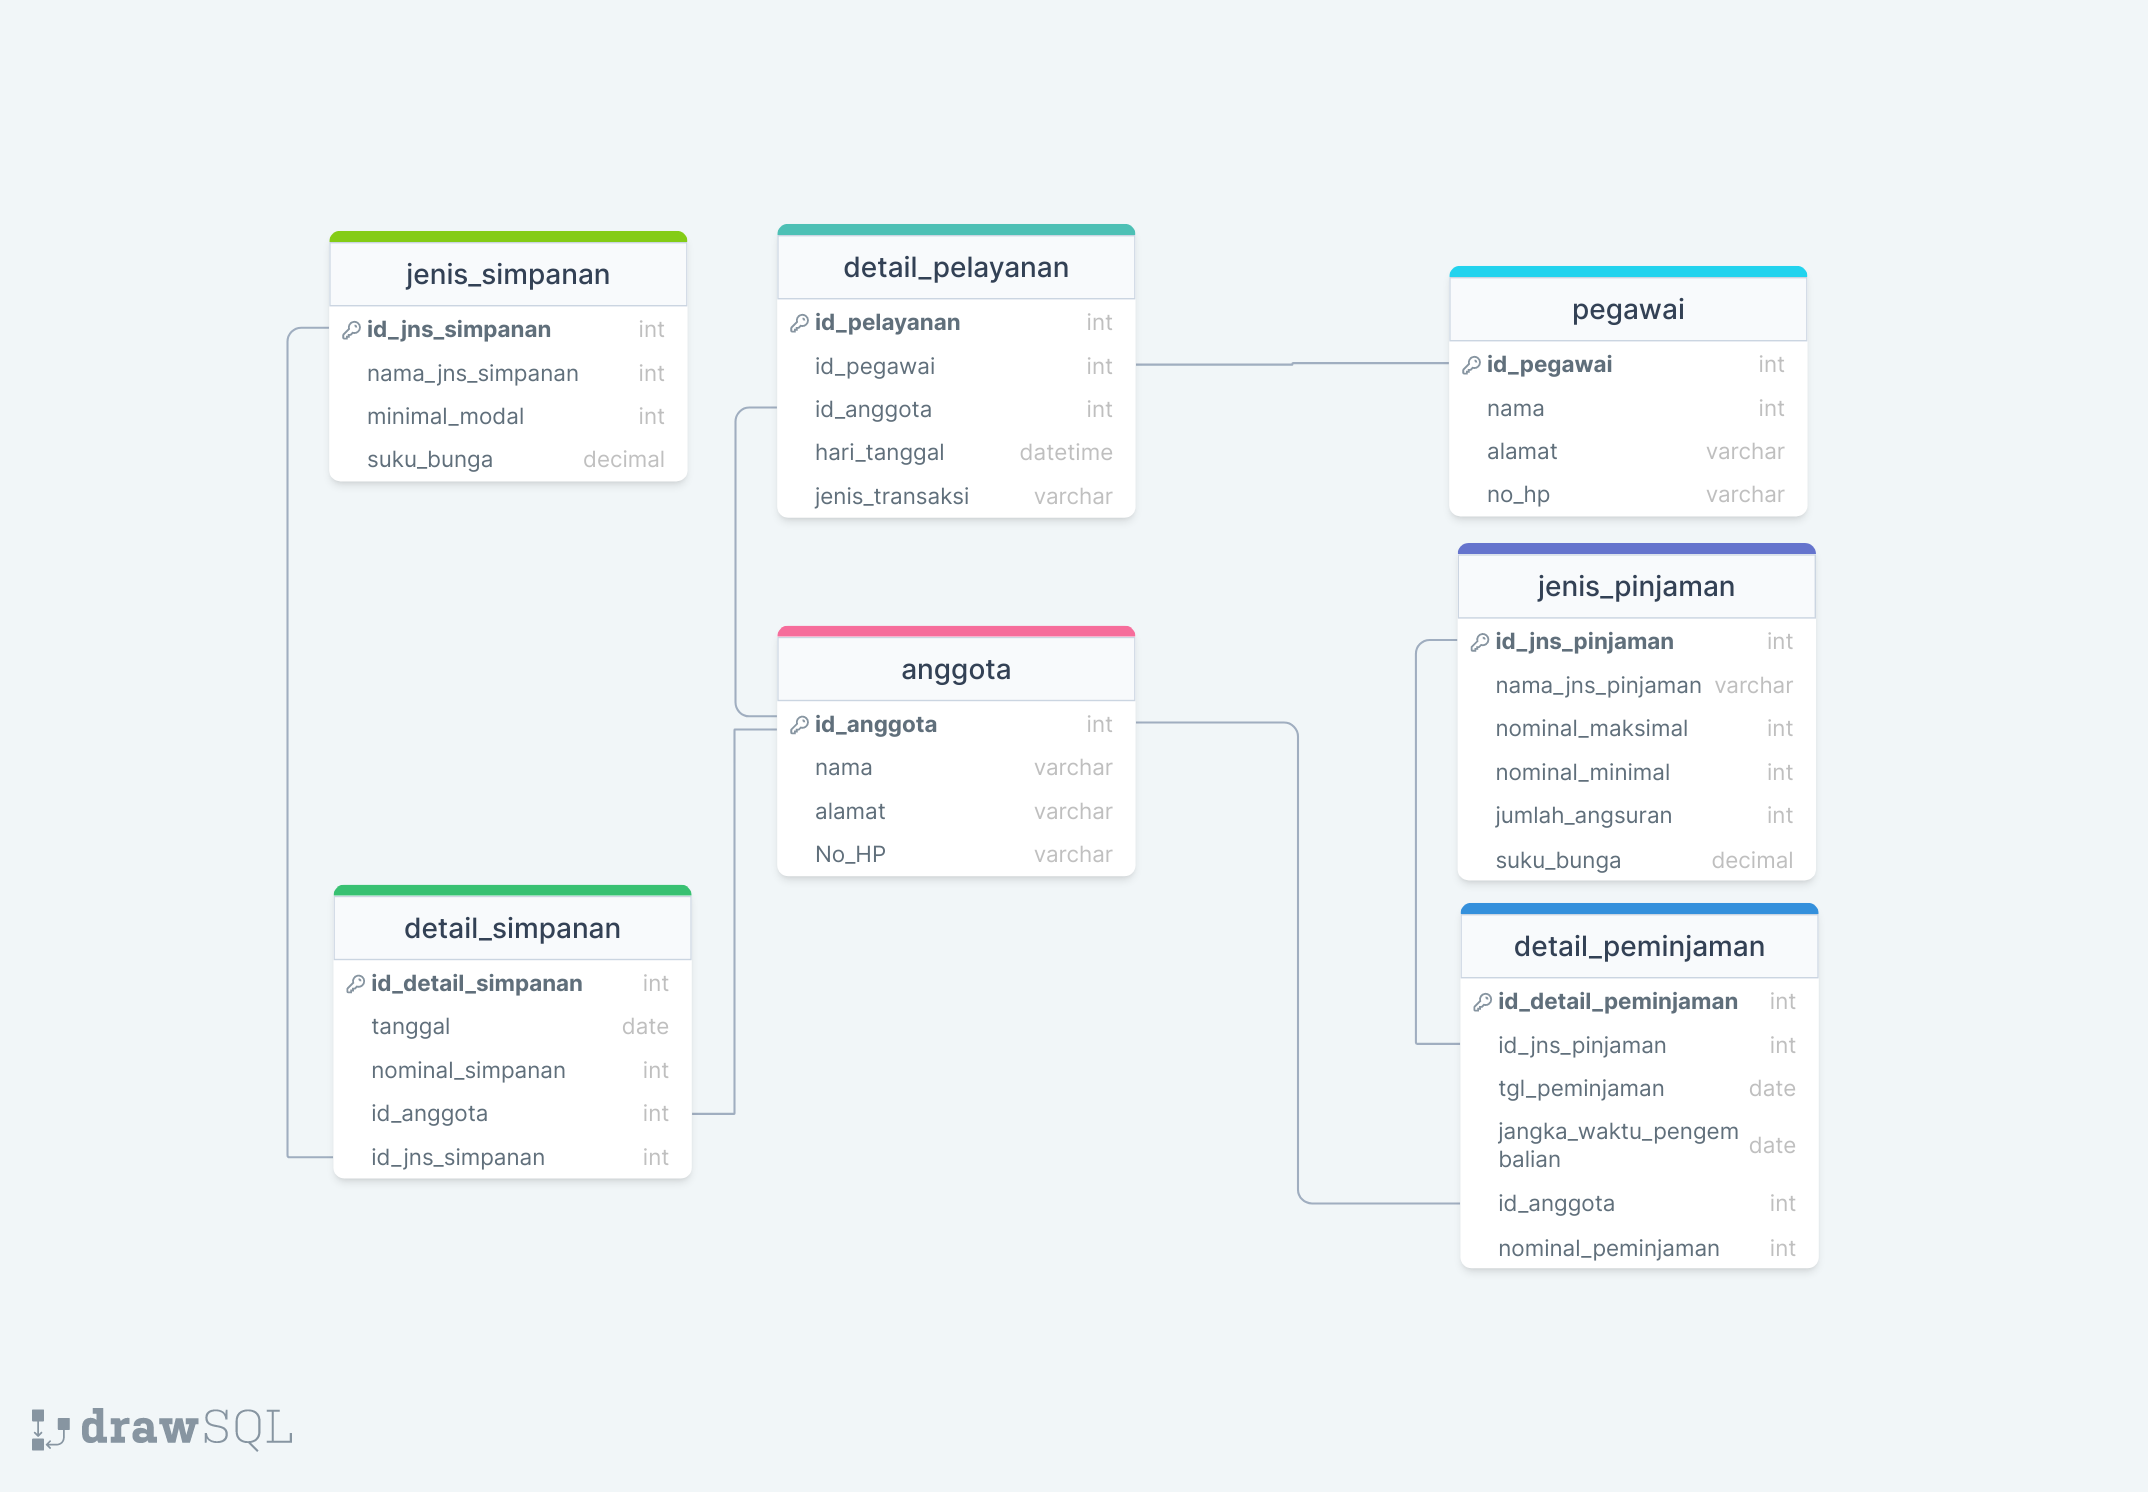 jenis_simpanan
id_jns_simpanan int
nama_jns_simpanan int
minimal_modal int
suku_bunga decimal
detail_pelayanan
id_pelayanan int
id_pegawai int
id_anggota int
hari_tanggal datetime
jenis_transaksi varchar
pegawai
id_pegawai int
nama int
alamat varchar
no_hp varchar
jenis_pinjaman
id_jns_pinjaman int
nama_jns_pinjaman varchar
nominal_maksimal int
nominal_minimal int
jumlah_angsuran int
suku_bunga decimal
anggota
id_anggota int
nama varchar
alamat varchar
No_HP varchar
detail_simpanan
id_detail_simpanan int
tanggal date
nominal_simpanan int
id_anggota int
id_jns_simpanan int
detail_peminjaman
id_detail_peminjaman int
id_jns_pinjaman int
tgl_peminjaman date
jangka_waktu_pengem
balian date
id_anggota int
nominal_peminjaman int
drawSQL